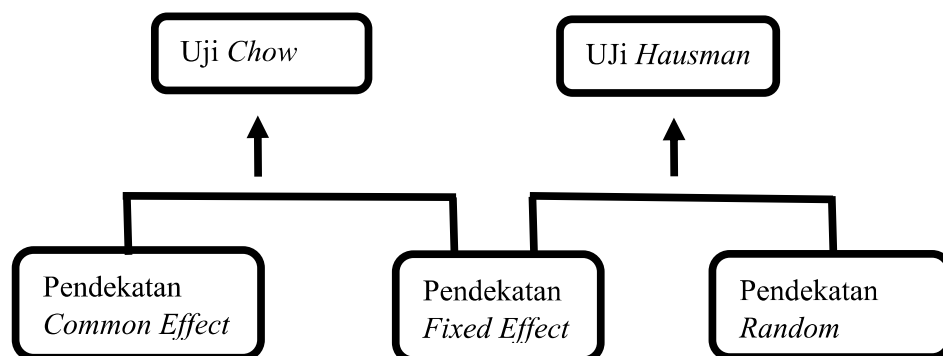 Uji Chow
UJi Hausman
Pendekatan
Common Effect
Pendekatan
Fixed Effect
Pendekatan
Random